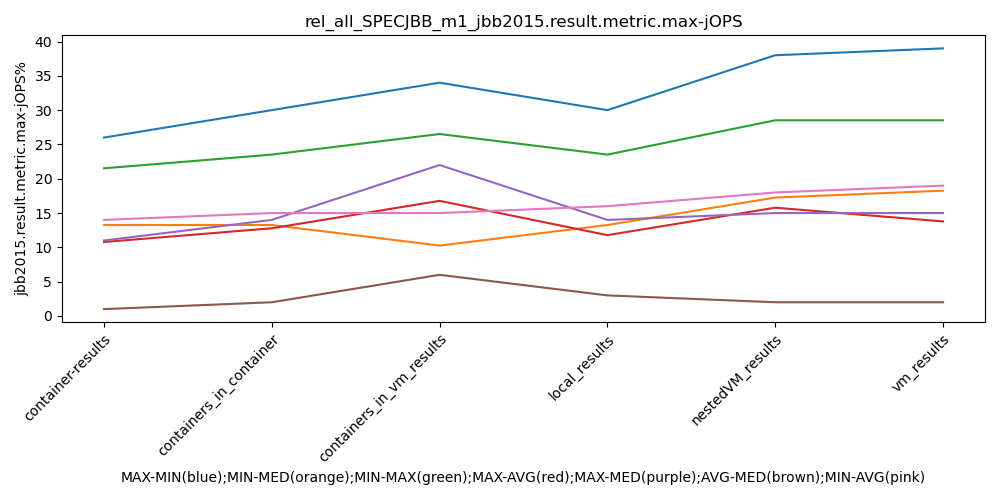 rel_all_SPECJBB_m1_jbb2015.result.metric.max-jOPS
jbb2015.result.metric.max-jOPS%
40
35
30
25
20
15
10
5
0
container-results
containers_in_container
containers_in_vm_results
local_results
nestedVM_results
vm_results
MAX-MIN(blue);MIN-MED(orange);MIN-MAX(green);MAX-AVG(red);MAX-MED(purple);AVG-MED(brown);MIN-AVG(pink)